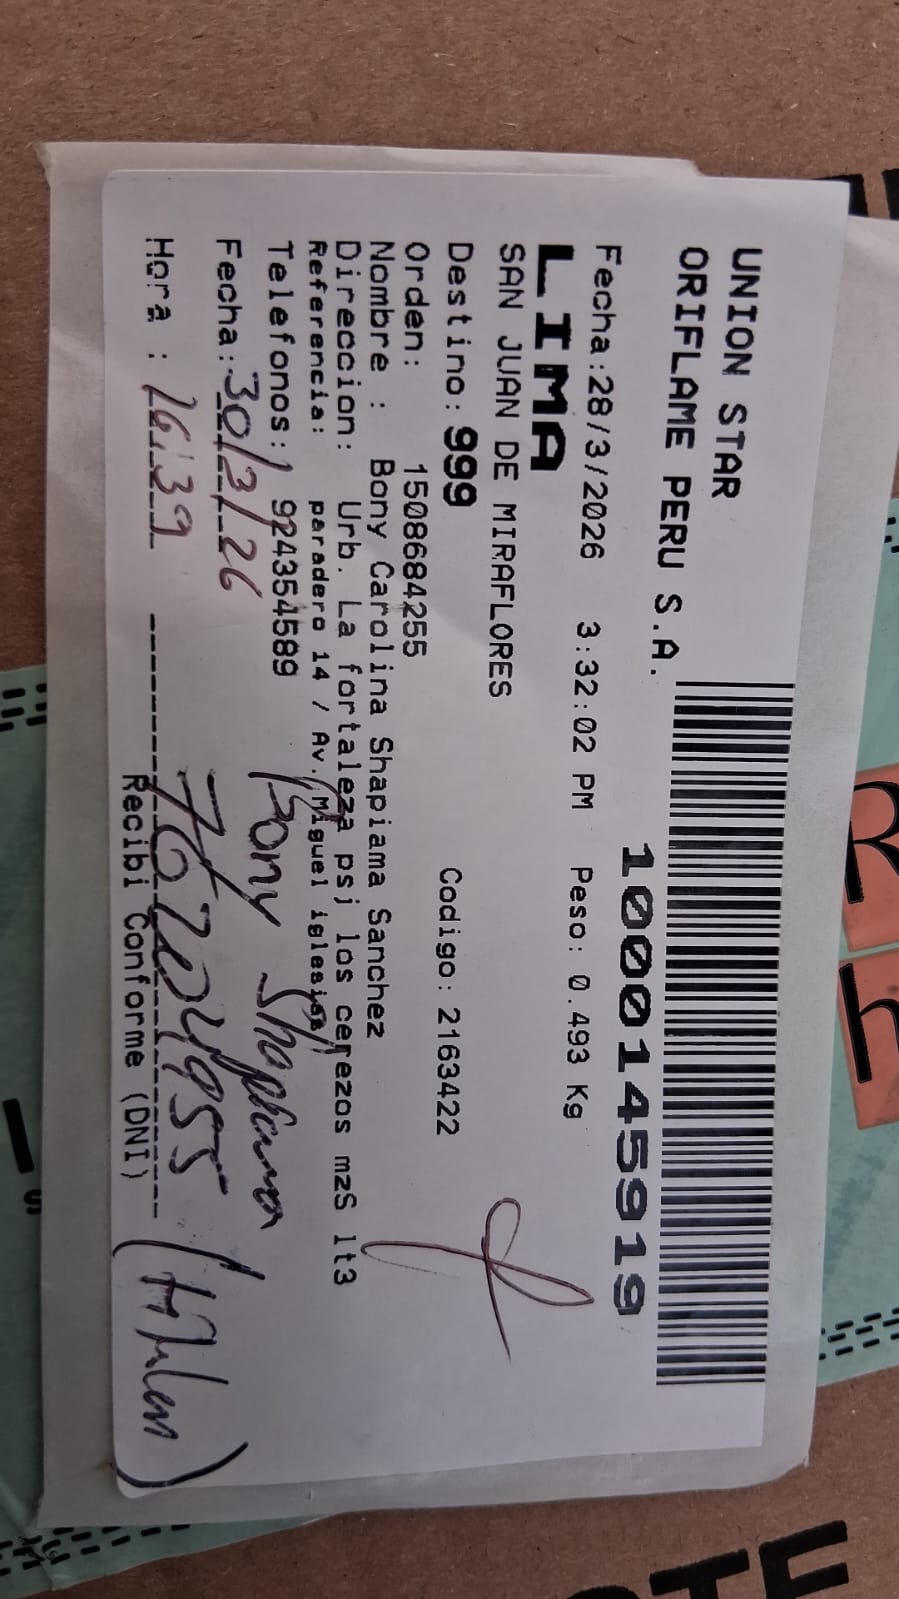 UNION STAR
ORIFLAME PERU S.A.
1000145919
Fecha:28/3/2026 3:32:02 PM Peso: 0.493 Kg
LIMA
SAN JUAN DE MIRAFLORES
Destino: 999 Codigo: 2163422
Orden: 1508684255
Nombre : Bony Carolina Shapiama Sanchez
Direccion: Urb. La fortaleza psj los cerezos mzS lt3
Referencia: paradero 14 / Av. Miguel iglesias
Telefonos: 924354589
Bony Shapiama
Fecha: 30/3/26
Hora : 16:39
Recibi Conforme (DNI)